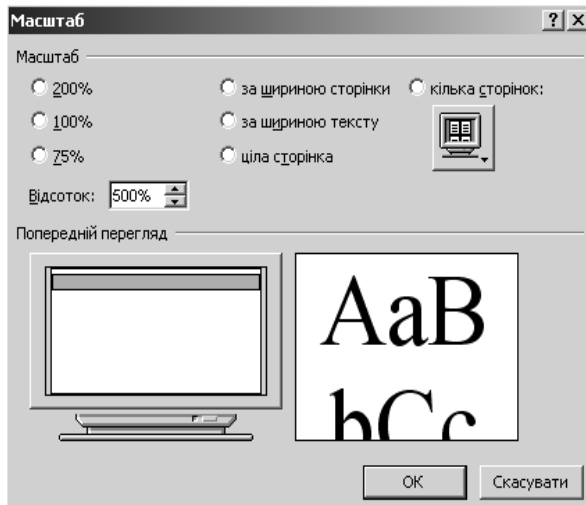 Масштаб
Масштаб
200%
за шириною сторінки
кілька сторінок:
100%
за шириною тексту
75%
ціла сторінка
Відсоток: 500%
Попередній перегляд
AaB
bCc
ОК
Скасувати